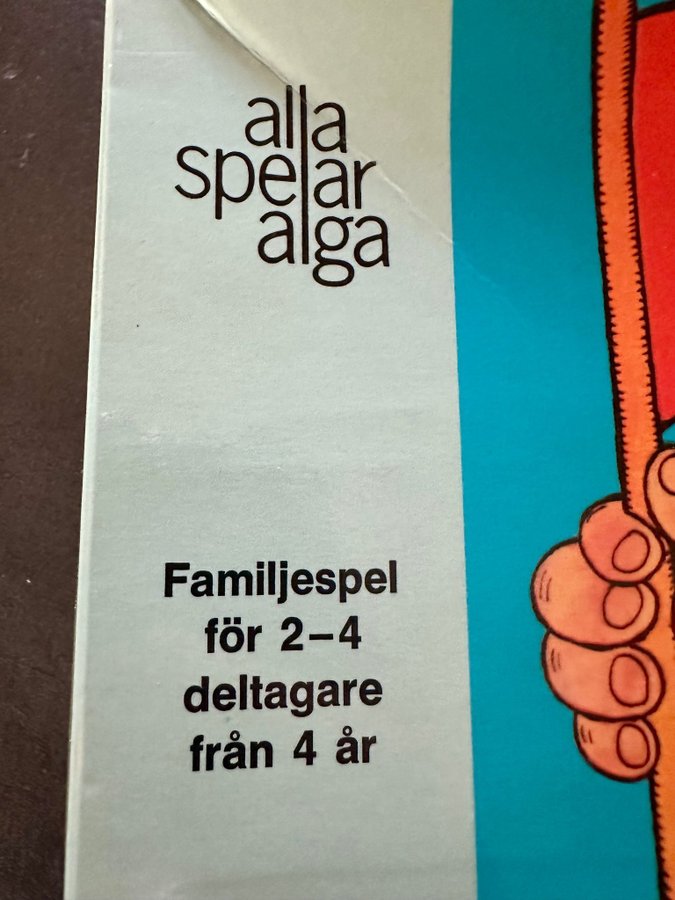 alla
spelar
alga
Familjespel
för 2–4
deltagare
från 4 år